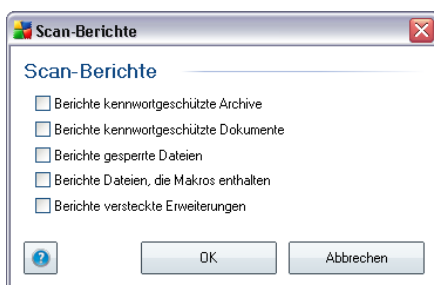 Scan-Berichte
Scan-Berichte
Berichte kennwortgeschützte Archive
Berichte kennwortgeschützte Dokumente
Berichte gesperrte Dateien
Berichte Dateien, die Makros enthalten
Berichte versteckte Erweiterungen
? OK Abbrechen